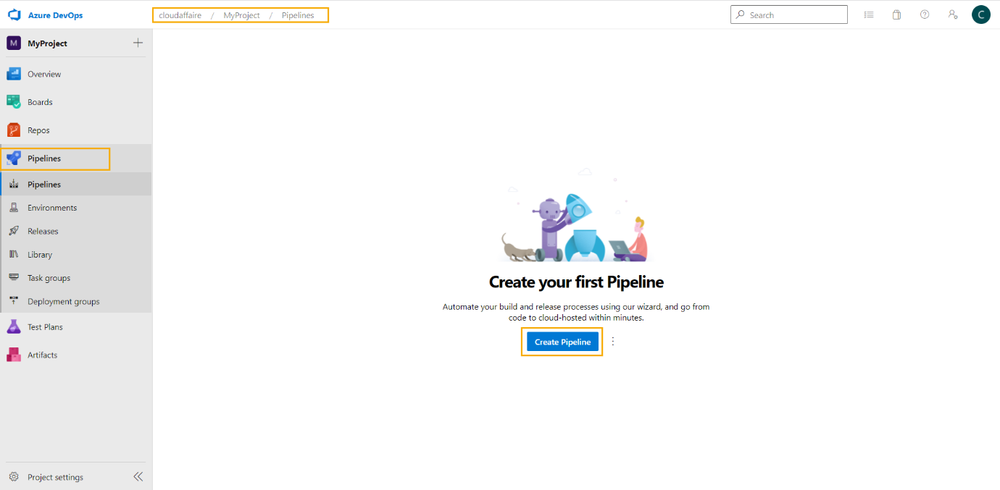 Azure DevOps
cloudaffaire / MyProject / Pipelines
Search
C
M MyProject
Overview
Boards
Repos
Pipelines
Pipelines
Environments
Releases
Library
Task groups
Deployment groups
Test Plans
Artifacts
Create your first Pipeline
Automate your build and release processes using our wizard, and go from
code to cloud-hosted within minutes.
Create Pipeline
Project settings